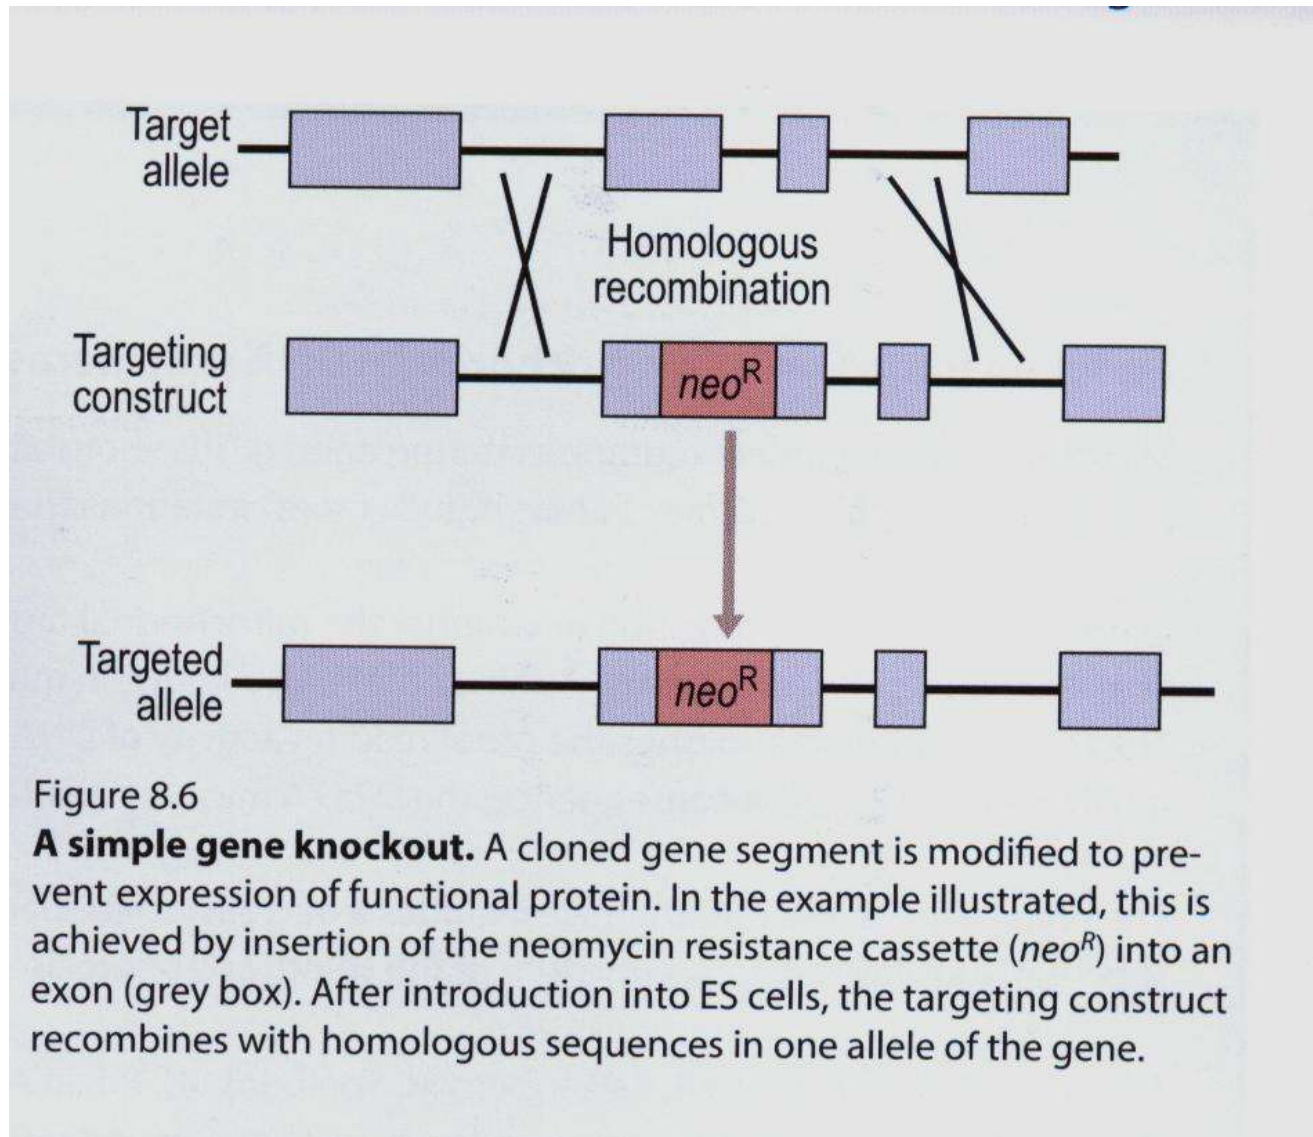 Target
allele
Homologous
recombination
Targeting
construct
neoR
Targeted
allele
neoR
Figure 8.6
A simple gene knockout. A cloned gene segment is modified to pre-
vent expression of functional protein. In the example illustrated, this is
achieved by insertion of the neomycin resistance cassette (neoR) into an
exon (grey box). After introduction into ES cells, the targeting construct
recombines with homologous sequences in one allele of the gene.